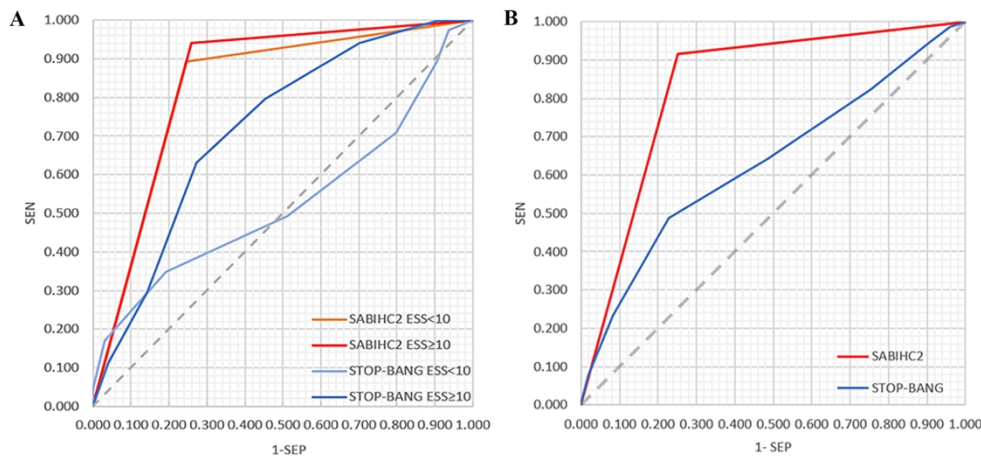 A
1.000
0.900
0.800
0.700
0.600
0.500
0.400
0.300
0.200
0.100
0.000
SEN
SABIHC2 ESS<10
SABIHC2 ESS≥10
STOP-BANG ESS<10
STOP-BANG ESS≥10
0.000 0.100 0.200 0.300 0.400 0.500 0.600 0.700 0.800 0.900 1.000
1-SEP
B
1.000
0.900
0.800
0.700
0.600
0.500
0.400
0.300
0.200
0.100
0.000
SEN
SABIHC2
STOP-BANG
0.000 0.100 0.200 0.300 0.400 0.500 0.600 0.700 0.800 0.900 1.000
1- SEP